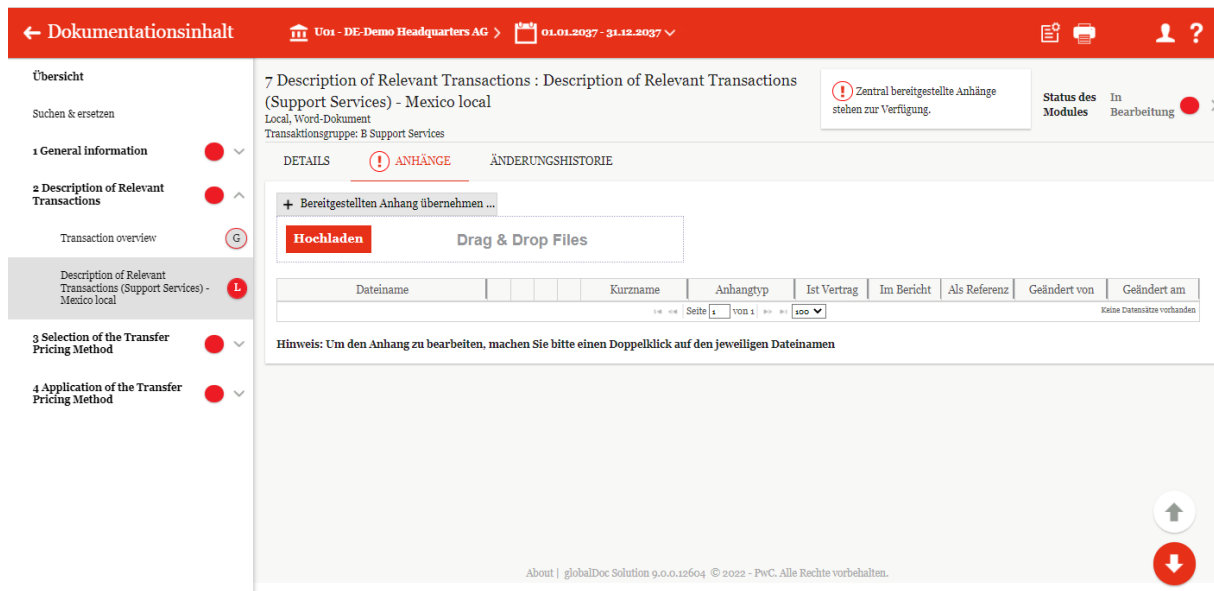 Dokumentationsinhalt
U01 - DE-Demo Headquarters AG
01.01.2037 - 31.12.2037
?
Übersicht
Suchen & ersetzen
1 General information
2 Description of Relevant
Transactions
Transaction overview
G
Description of Relevant
Transactions (Support Services) -
Mexico local
L
3 Selection of the Transfer
Pricing Method
4 Application of the Transfer
Pricing Method
7 Description of Relevant Transactions : Description of Relevant Transactions
(Support Services) - Mexico local
Local, Word-Dokument
Transaktionsgruppe: B Support Services
! Zentral bereitgestellte Anhänge
stehen zur Verfügung.
Status des
Modules
In
Bearbeitung
DETAILS ! ANHÄNGE ÄNDERUNGSHISTORIE
+ Bereitgestellten Anhang übernehmen ...
Hochladen Drag & Drop Files
Dateiname Kurzname Anhangtyp Ist Vertrag Im Bericht Als Referenz Geändert von Geändert am
Seite 1 von 1 100 Keine Datensätze vorhanden
Hinweis: Um den Anhang zu bearbeiten, machen Sie bitte einen Doppelklick auf den jeweiligen Dateinamen
About | globalDoc Solution 9.0.0.12604 © 2022 - PwC. Alle Rechte vorbehalten.